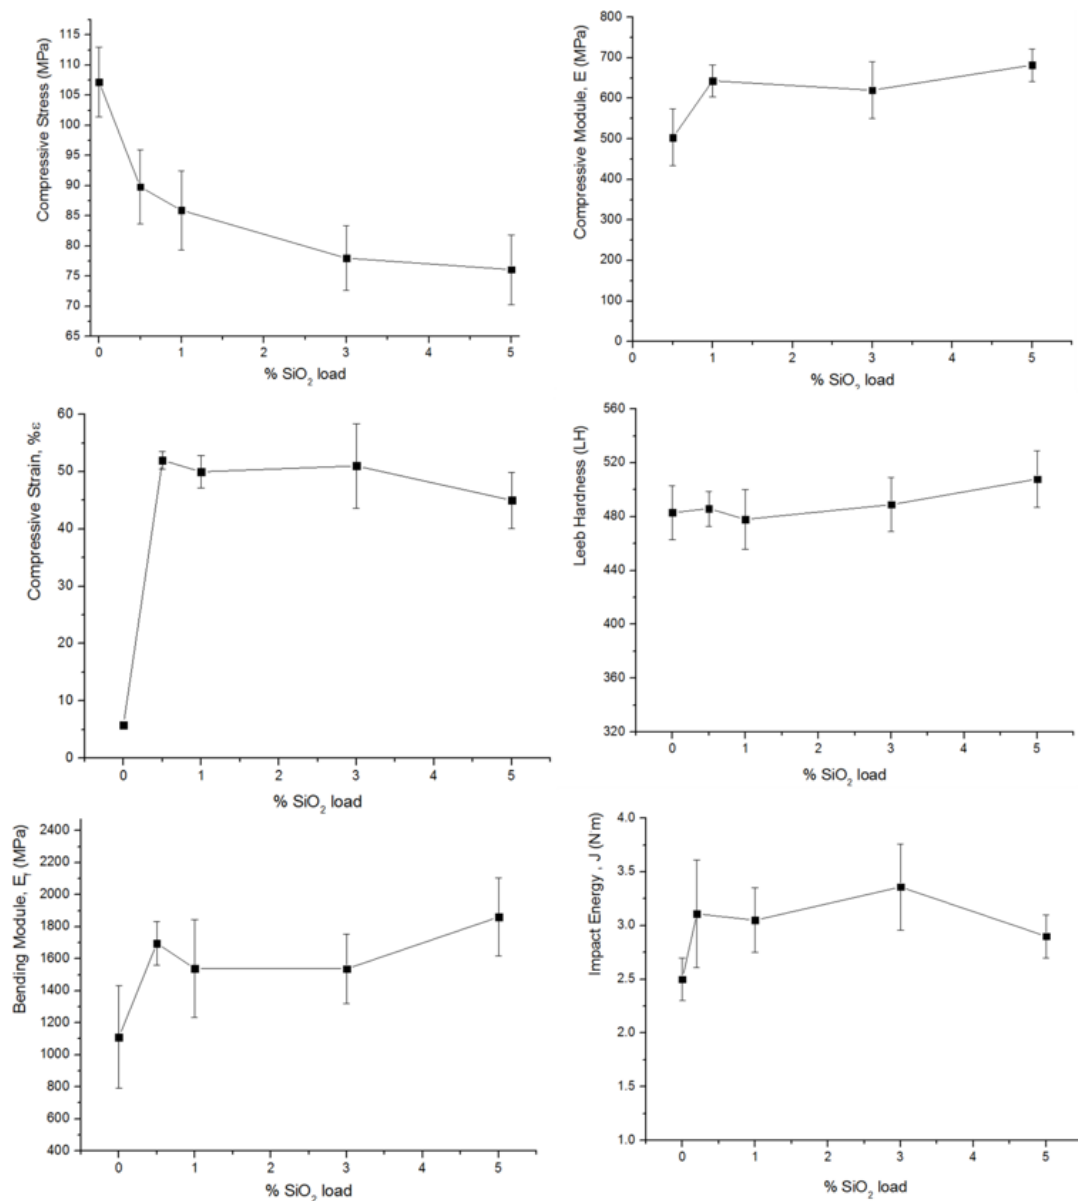 Compressive Stress (MPa)
115
110
105
100
95
90
85
80
75
70
65
0 1 2 3 4 5
% SiO₂ load
Compressive Module, E (MPa)
800
700
600
500
400
300
200
100
0
0 1 2 3 4 5
% SiO₂ load
Compressive Strain, %ε
60
50
40
30
20
10
0
0 1 2 3 4 5
% SiO₂ load
Leeb Hardness (LH)
560
520
480
440
400
360
320
0 1 2 3 4 5
% SiO₂ load
Bending Module, Eᵧ (MPa)
2400
2200
2000
1800
1600
1400
1200
1000
800
600
400
0 1 2 3 4 5
% SiO₂ load
Impact Energy , J (N m)
4.0
3.5
3.0
2.5
2.0
1.5
1.0
0 1 2 3 4 5
% SiO₂ load